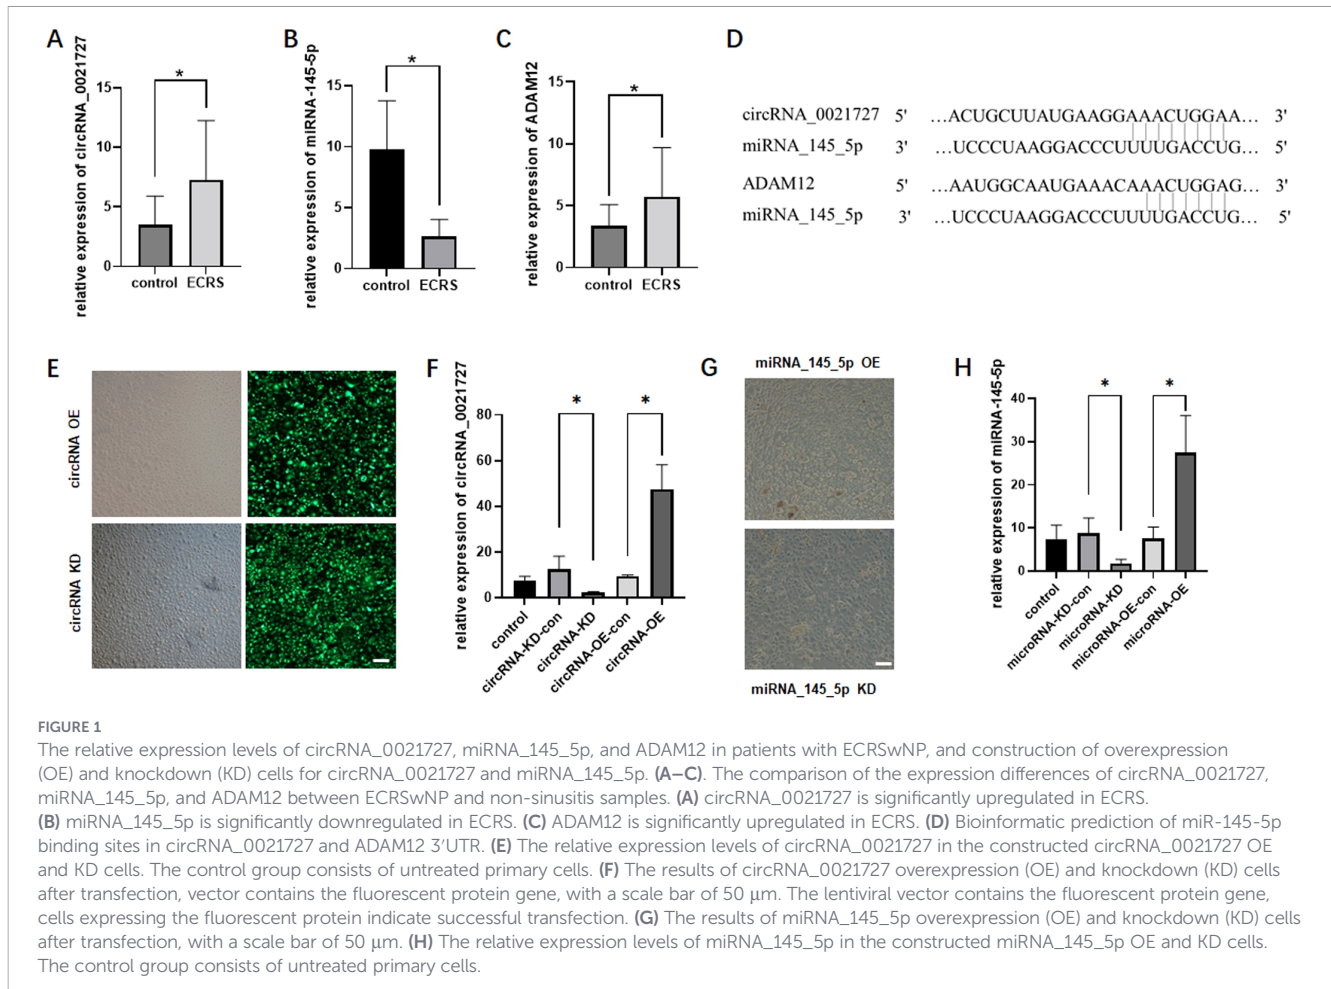 A
relative expression of circRNA_0021727
*
15
10
5
0
control ECRS
B
relative expression of miRNA-145-5p
*
15
10
5
0
control ECRS
C
relative expression of ADAM12
*
15
10
5
0
control ECRS
D
circRNA_0021727 5' …ACUGCUUAUGAAGGAAACUGGAA… 3'
miRNA_145_5p 3' …UCCCUAAGGACCCUUUUGACCUG… 5'
ADAM12 5' …AAUGGCAAUGAAACAAACUGGAG… 3'
miRNA_145_5p 3' …UCCCUAAGGACCCUUUUGACCUG… 5'
E
circRNA OE
circRNA KD
F
relative expression of circRNA_0021727
* *
80
60
40
20
0
control
circRNA-KD-con
circRNA-KD
circRNA-OE-con
circRNA-OE
G
miRNA_145_5p OE
miRNA_145_5p KD
H
relative expression of miRNA-145-5p
* *
40
30
20
10
0
control
microRNA-KD-con
microRNA-KD
microRNA-OE-con
microRNA-OE
FIGURE 1
The relative expression levels of circRNA_0021727, miRNA_145_5p, and ADAM12 in patients with ECRSwNP, and construction of overexpression
(OE) and knockdown (KD) cells for circRNA_0021727 and miRNA_145_5p. (A–C). The comparison of the expression differences of circRNA_0021727,
miRNA_145_5p, and ADAM12 between ECRSwNP and non-sinusitis samples. (A) circRNA_0021727 is significantly upregulated in ECRS.
(B) miRNA_145_5p is significantly downregulated in ECRS. (C) ADAM12 is significantly upregulated in ECRS. (D) Bioinformatic prediction of miR-145-5p
binding sites in circRNA_0021727 and ADAM12 3′UTR. (E) The relative expression levels of circRNA_0021727 in the constructed circRNA_0021727 OE
and KD cells. The control group consists of untreated primary cells. (F) The results of circRNA_0021727 overexpression (OE) and knockdown (KD) cells
after transfection, vector contains the fluorescent protein gene, with a scale bar of 50 μm. The lentiviral vector contains the fluorescent protein gene,
cells expressing the fluorescent protein indicate successful transfection. (G) The results of miRNA_145_5p overexpression (OE) and knockdown (KD) cells
after transfection, with a scale bar of 50 μm. (H) The relative expression levels of miRNA_145_5p in the constructed miRNA_145_5p OE and KD cells.
The control group consists of untreated primary cells.